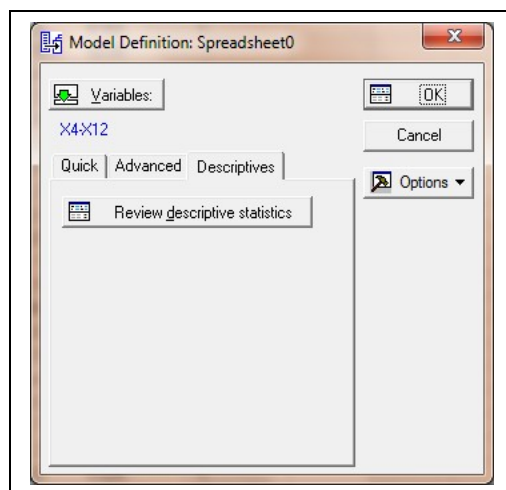 Model Definition: Spreadsheet0
Variables:
OK
X4-X12
Cancel
Quick
Advanced
Descriptives
Options
Review descriptive statistics